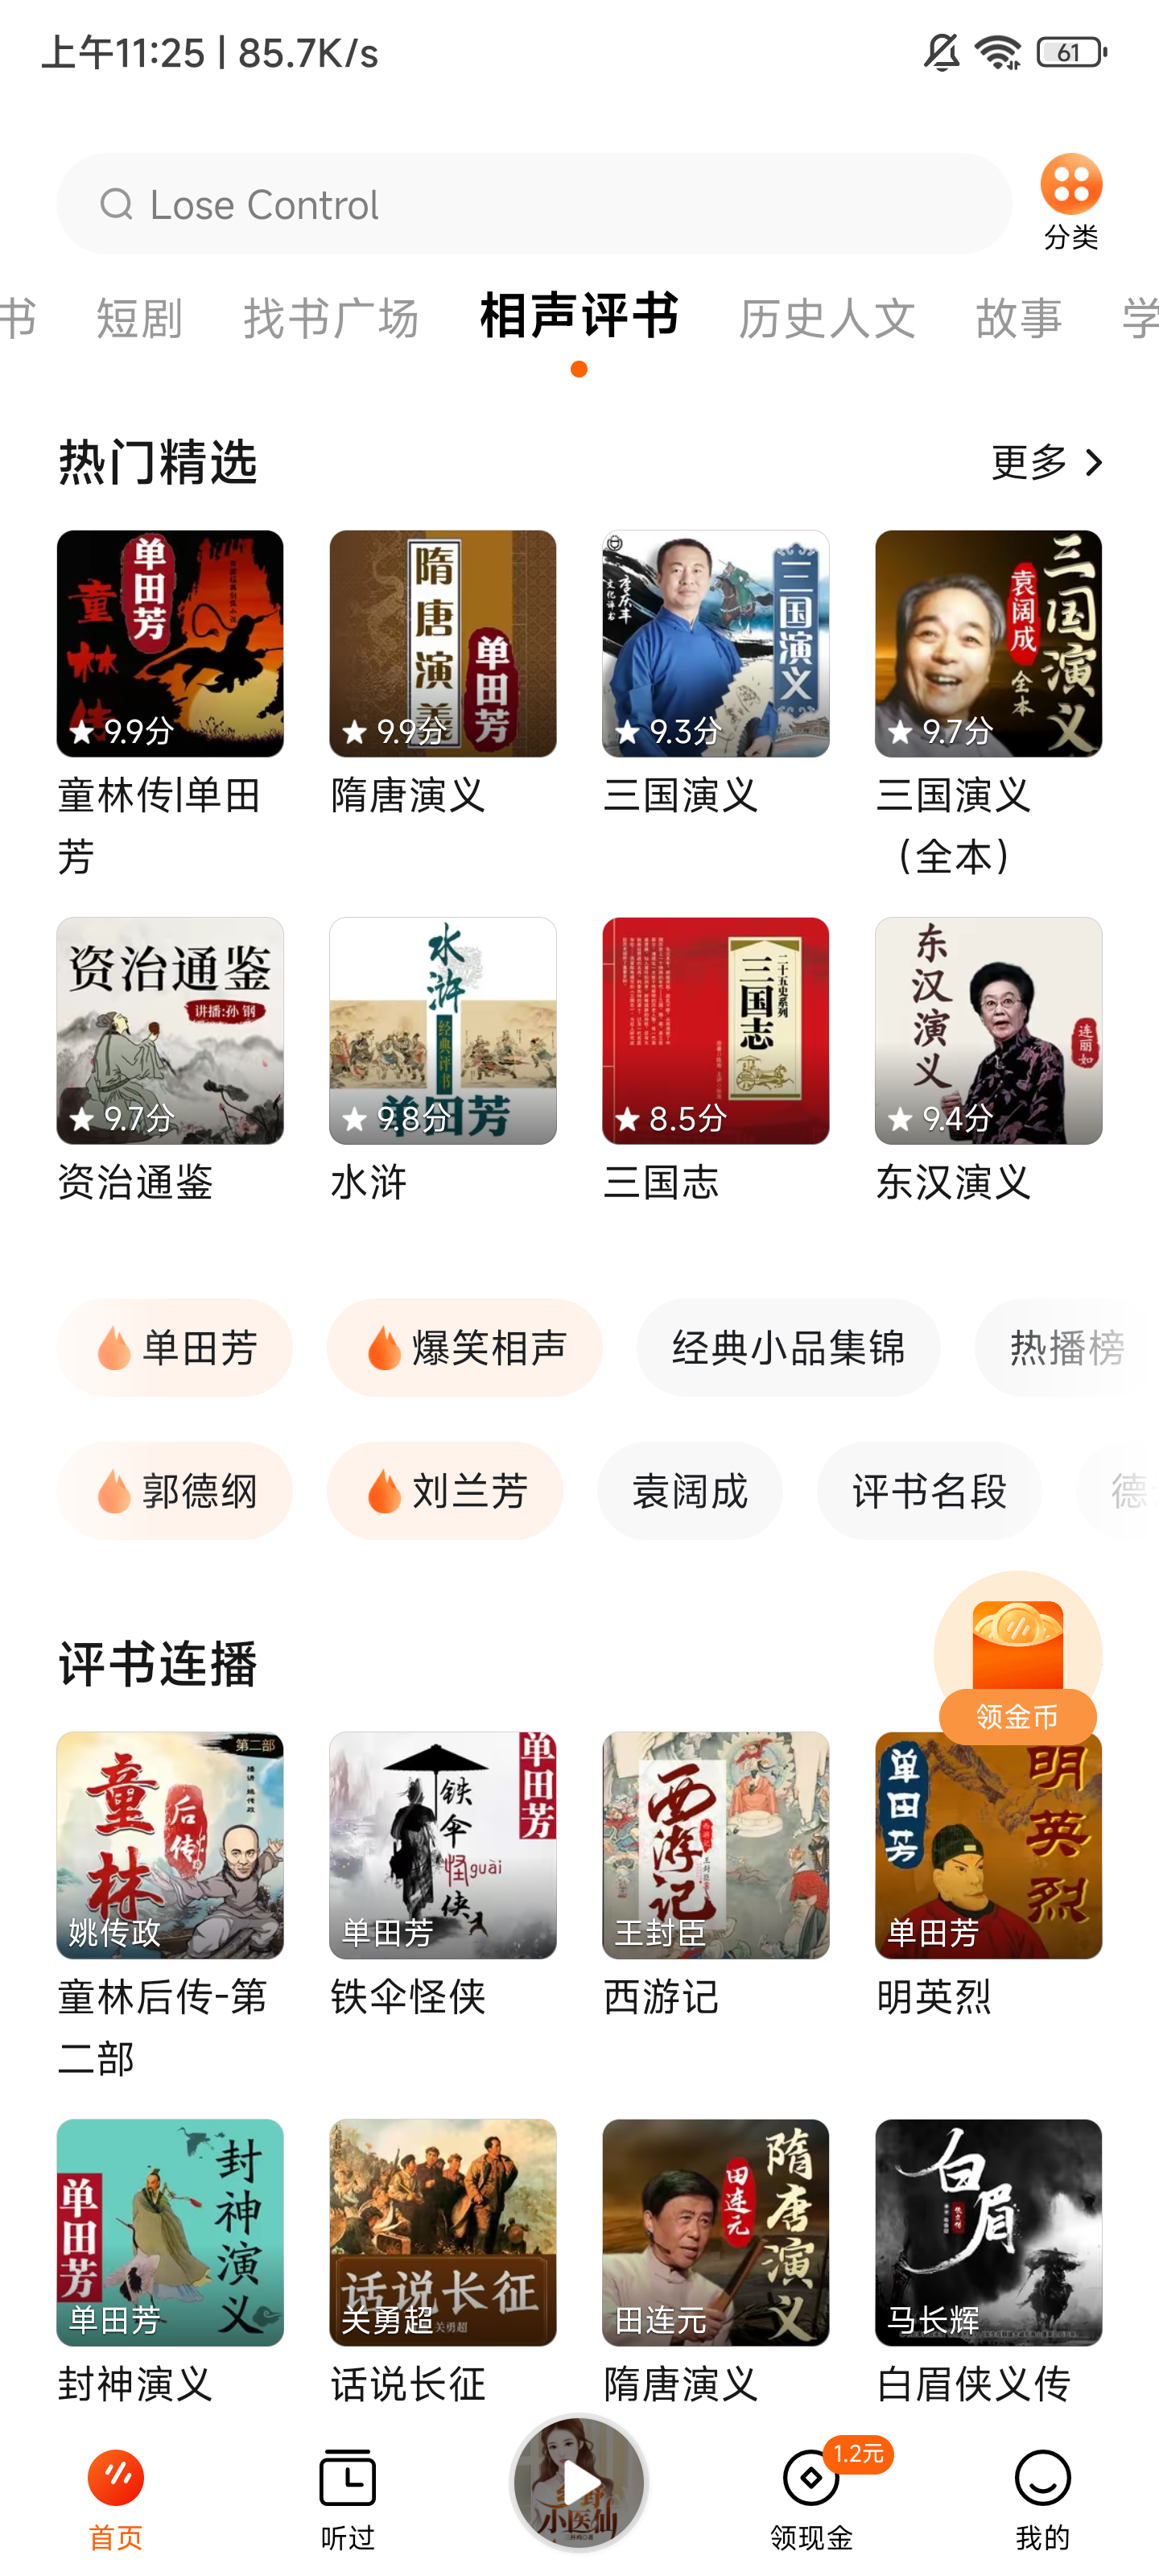 上午11:25 | 85.7K/s
61
Lose Control
分类
书 短剧 找书广场 相声评书 历史人文 故事 学
热门精选
更多
单田芳
童林传
9.9分
隋唐演義
单田芳
9.9分
李庆丰
文化评书
三国演义
9.3分
三国演义
袁阔成
全本
9.7分
童林传|单田芳
隋唐演义
三国演义
三国演义（全本）
资治通鉴
讲播:孙钢
9.7分
水浒
经典评书
单田芳
9.8分
二十五史系列
三国志
8.5分
东汉演义
连丽如
9.4分
资治通鉴
水浒
三国志
东汉演义
单田芳
爆笑相声
经典小品集锦
热播榜
郭德纲
刘兰芳
袁阔成
评书名段
德
领金币
评书连播
第二部
童林
后传
姚传政
单田芳
铁伞怪侠
guài
单田芳
西游记
王封臣
单田芳
明英烈
单田芳
童林后传-第二部
铁伞怪侠
西游记
明英烈
单田芳
封神演义
单田芳
话说长征
关勇超
关勇超
田连元
隋唐演义
田连元
白眉
马长辉
封神演义
话说长征
隋唐演义
白眉侠义传
小医仙
1.2元
首页
听过
领现金
我的